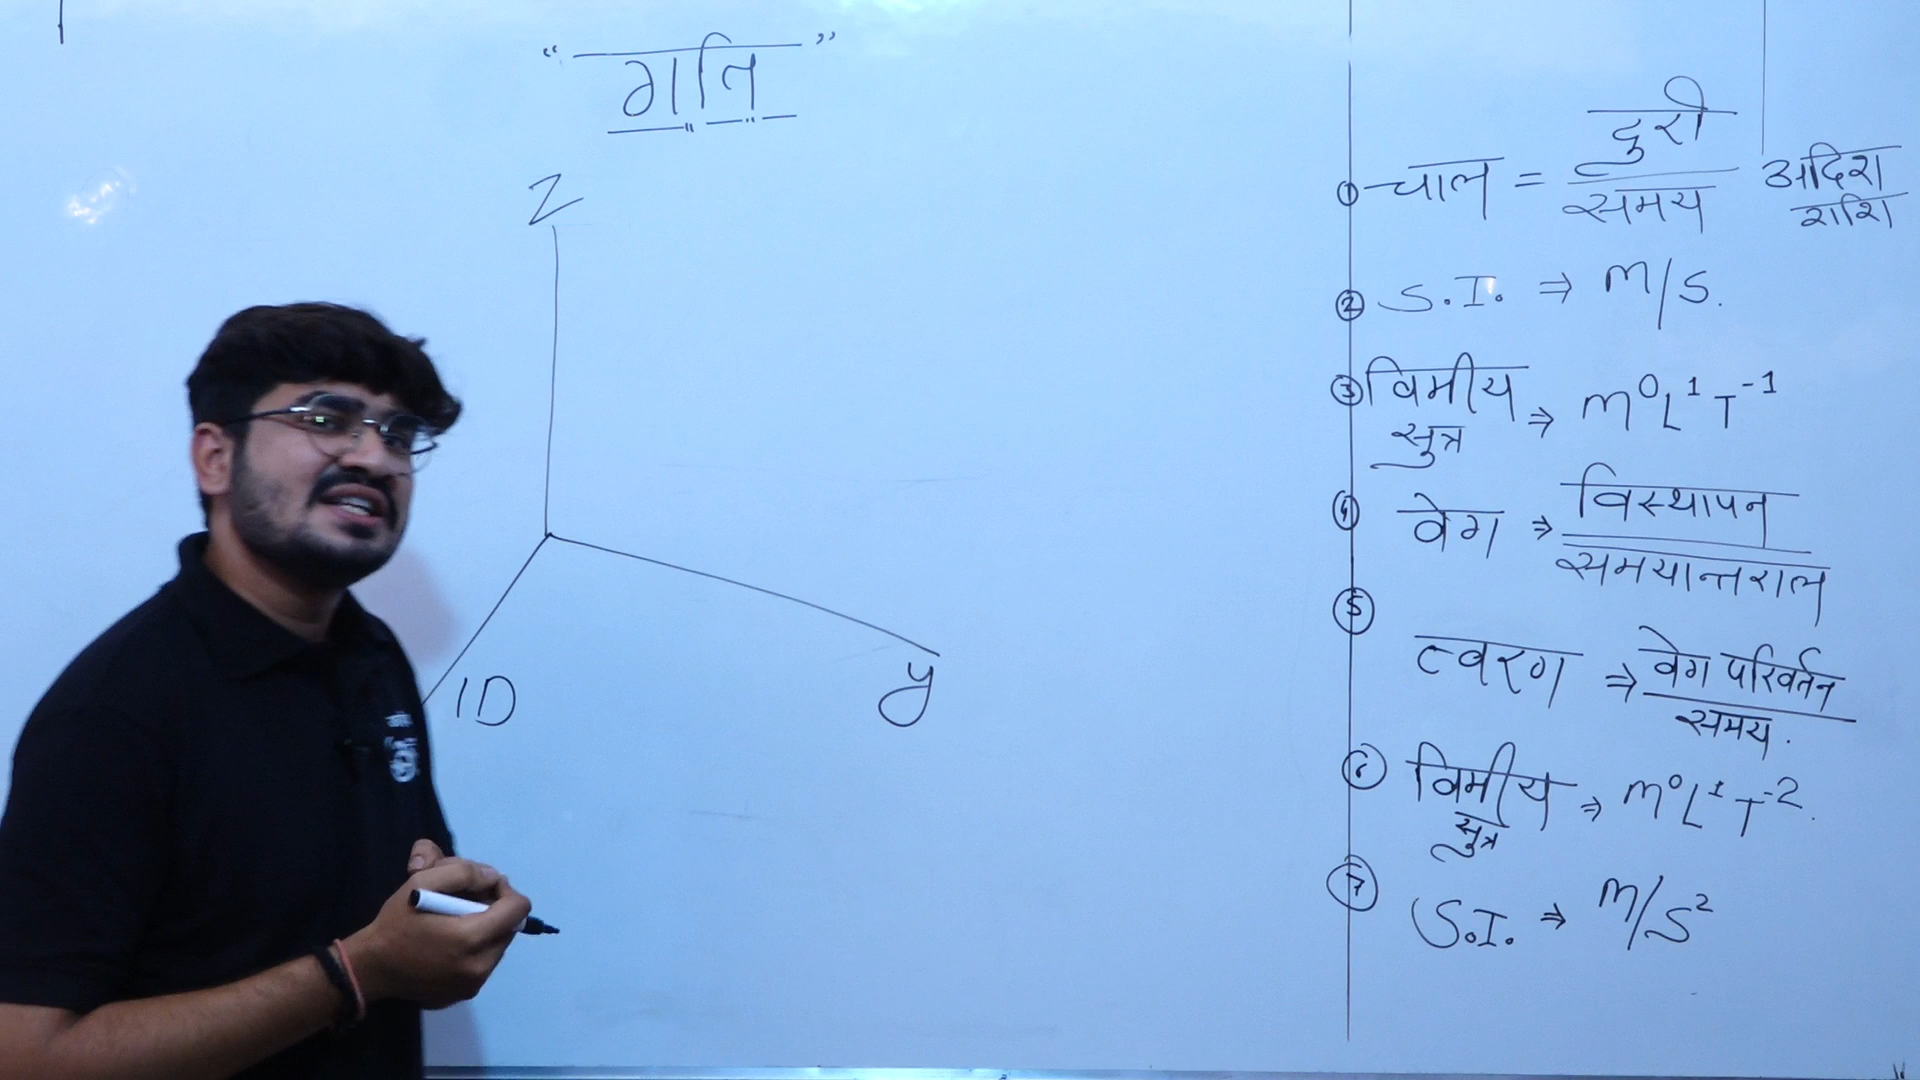 “ गति ”
Z
1D
y
① चाल = दुरी / समय अदिश राशि
② S.I. ⇒ m/s.
③ विमीय सुत्र ⇒ m⁰L¹T⁻¹
④ वेग ⇒ विस्थापन / समयान्तराल
⑤ त्वरण ⇒ वेग परिवर्तन / समय.
⑥ विमीय सुत्र ⇒ m⁰L¹T⁻².
⑦ S.I. ⇒ m/s²